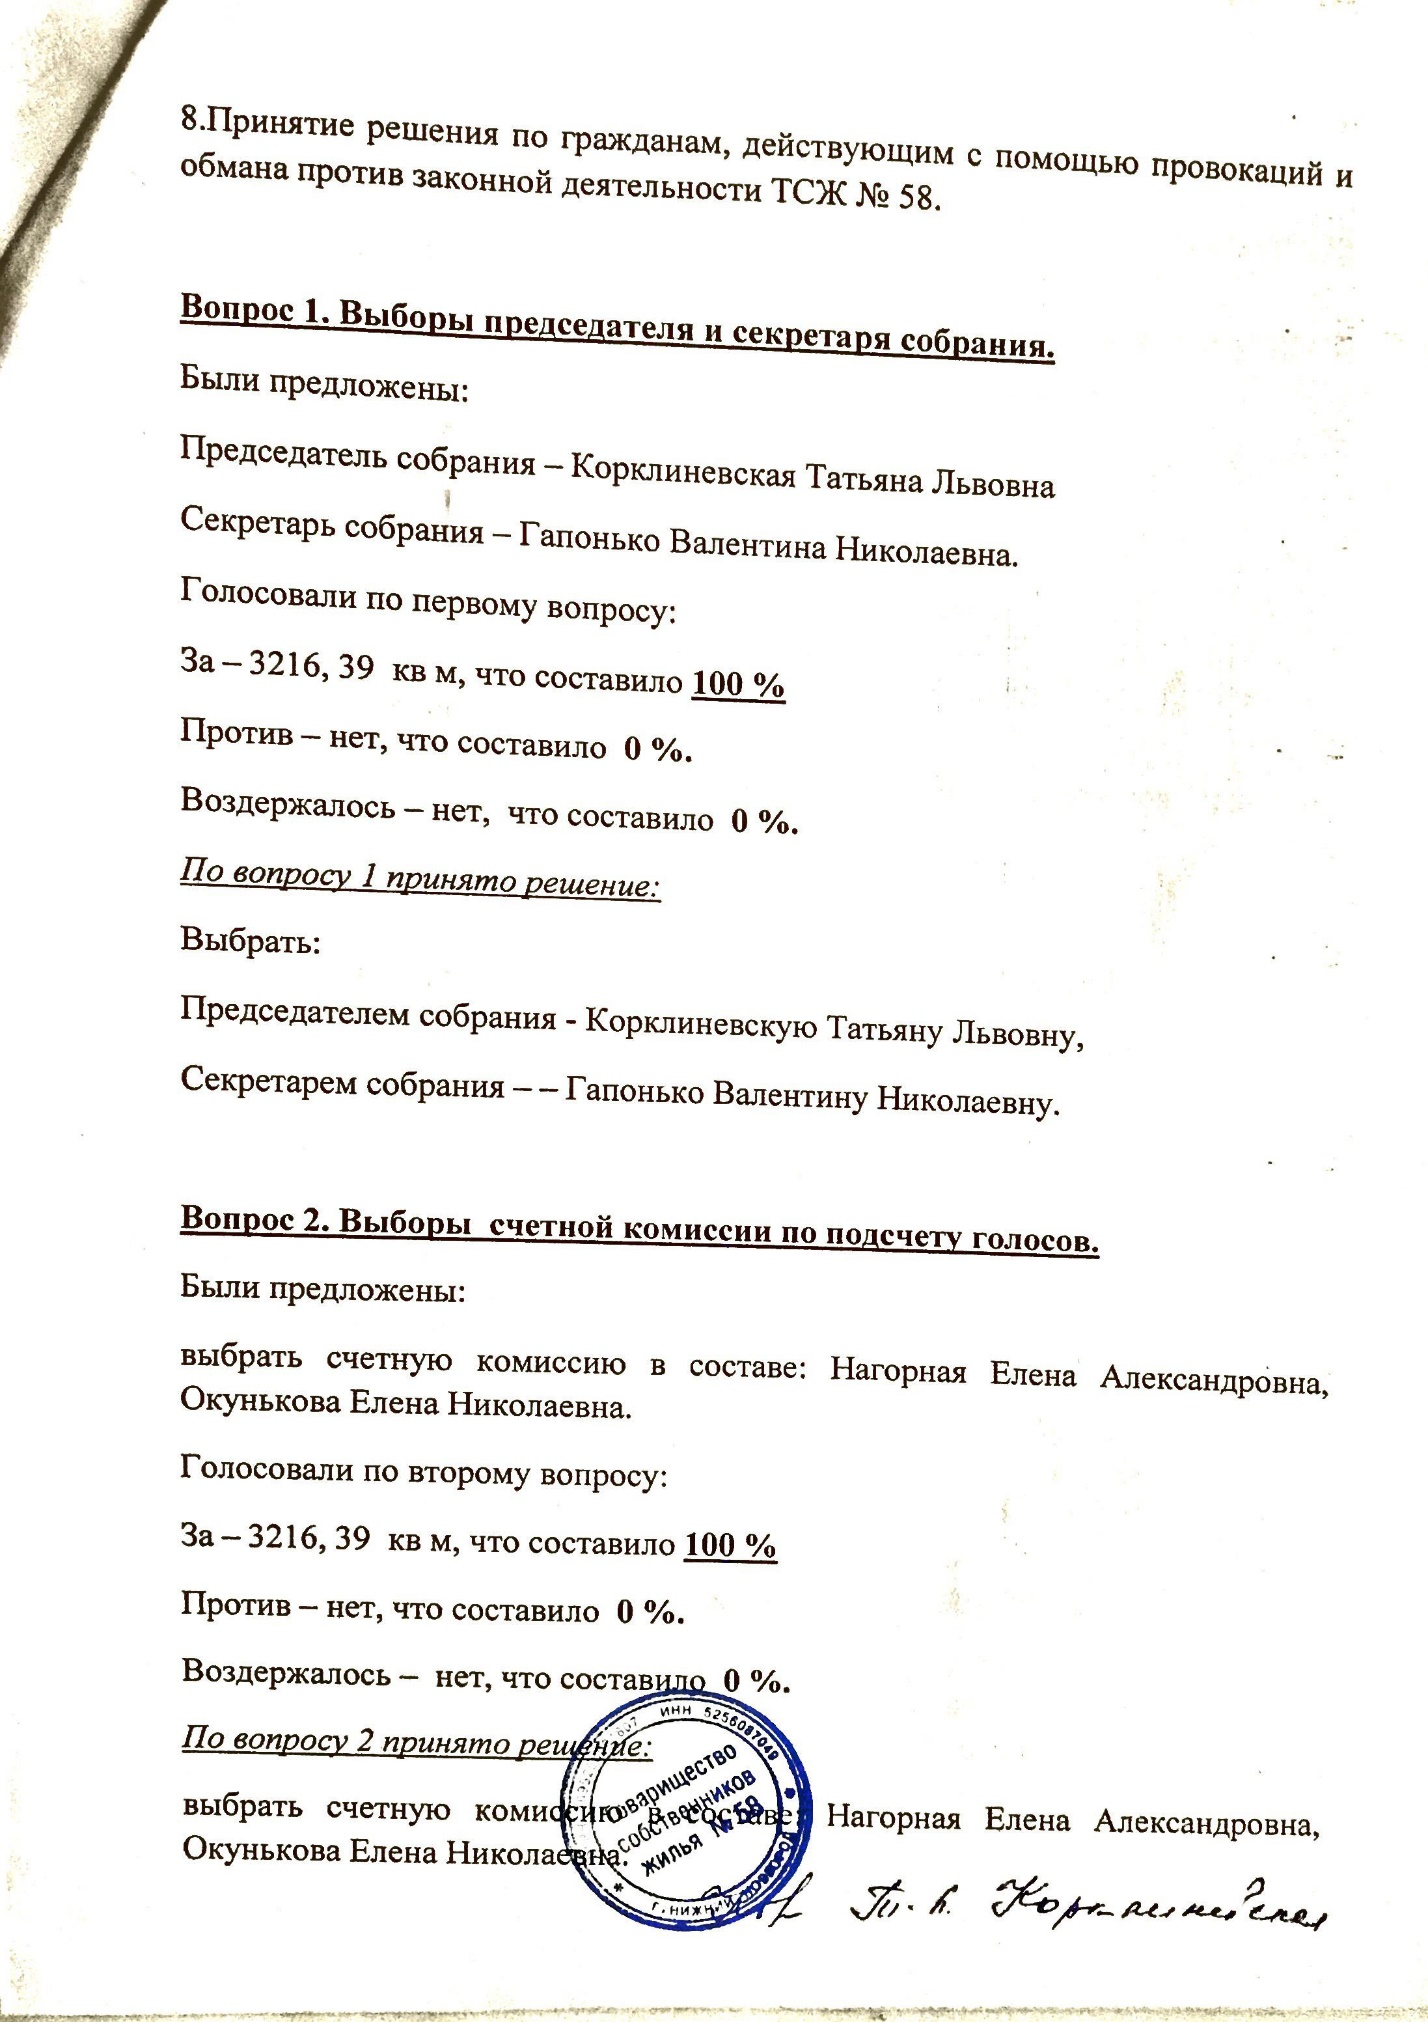 8.Принятие решения по гражданам, действующим с помощью провокаций и
обмана против законной деятельности ТСЖ № 58.
Вопрос 1. Выборы председателя и секретаря собрания.
Были предложены:
Председатель собрания – Корклиневская Татьяна Львовна
Секретарь собрания – Гапонько Валентина Николаевна.
Голосовали по первому вопросу:
За – 3216, 39 кв м, что составило 100 %
Против – нет, что составило 0 %.
Воздержалось – нет, что составило 0 %.
По вопросу 1 принято решение:
Выбрать:
Председателем собрания - Корклиневскую Татьяну Львовну,
Секретарем собрания – – Гапонько Валентину Николаевну.
Вопрос 2. Выборы счетной комиссии по подсчету голосов.
Были предложены:
выбрать счетную комиссию в составе: Нагорная Елена Александровна,
Окунькова Елена Николаевна.
Голосовали по второму вопросу:
За – 3216, 39 кв м, что составило 100 %
Против – нет, что составило 0 %.
Воздержалось – нет, что составило 0 %.
По вопросу 2 принято решение:
выбрать счетную комиссию в составе: Нагорная Елена Александровна,
Окунькова Елена Николаевна.
ИНН 5256087049
Товарищество
собственников
жилья № 58
г. Нижний Новгород
Т. Л. Корклиневская